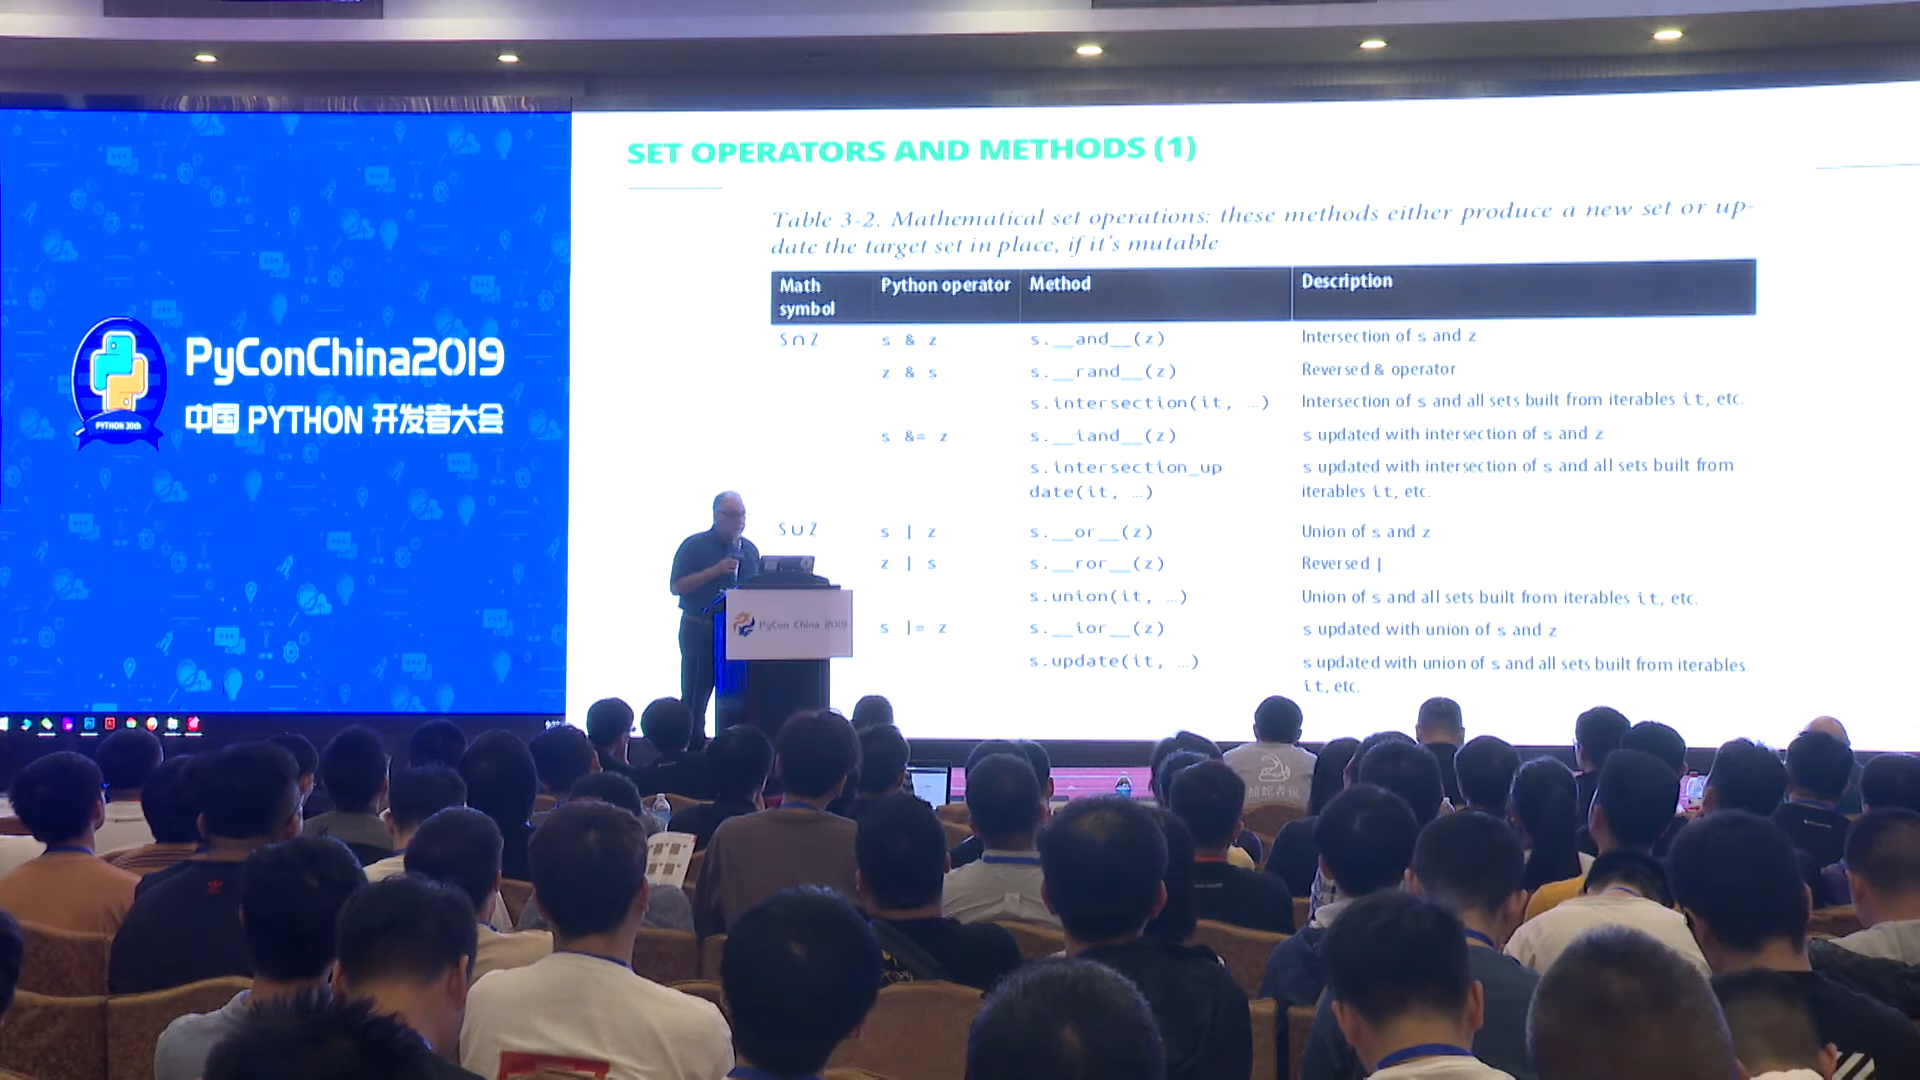 PyConChina2019
中国 PYTHON 开发者大会
PYTHON 30th
SET OPERATORS AND METHODS (1)
Table 3-2. Mathematical set operations: these methods either produce a new set or up-
date the target set in place, if it's mutable
Math symbol Python operator Method Description
S ∩ Z s & z s.__and__(z) Intersection of s and z
z & s s.__rand__(z) Reversed & operator
s.intersection(it, …) Intersection of s and all sets built from iterables it, etc.
s &= z s.__iand__(z) s updated with intersection of s and z
s.intersection_up s updated with intersection of s and all sets built from
date(it, …) iterables it, etc.
S ∪ Z s | z s.__or__(z) Union of s and z
z | s s.__ror__(z) Reversed |
s.union(it, …) Union of s and all sets built from iterables it, etc.
s |= z s.__ior__(z) s updated with union of s and z
s.update(it, …) s updated with union of s and all sets built from iterables
it, etc.
PyCon China 2019
捕蛇者说